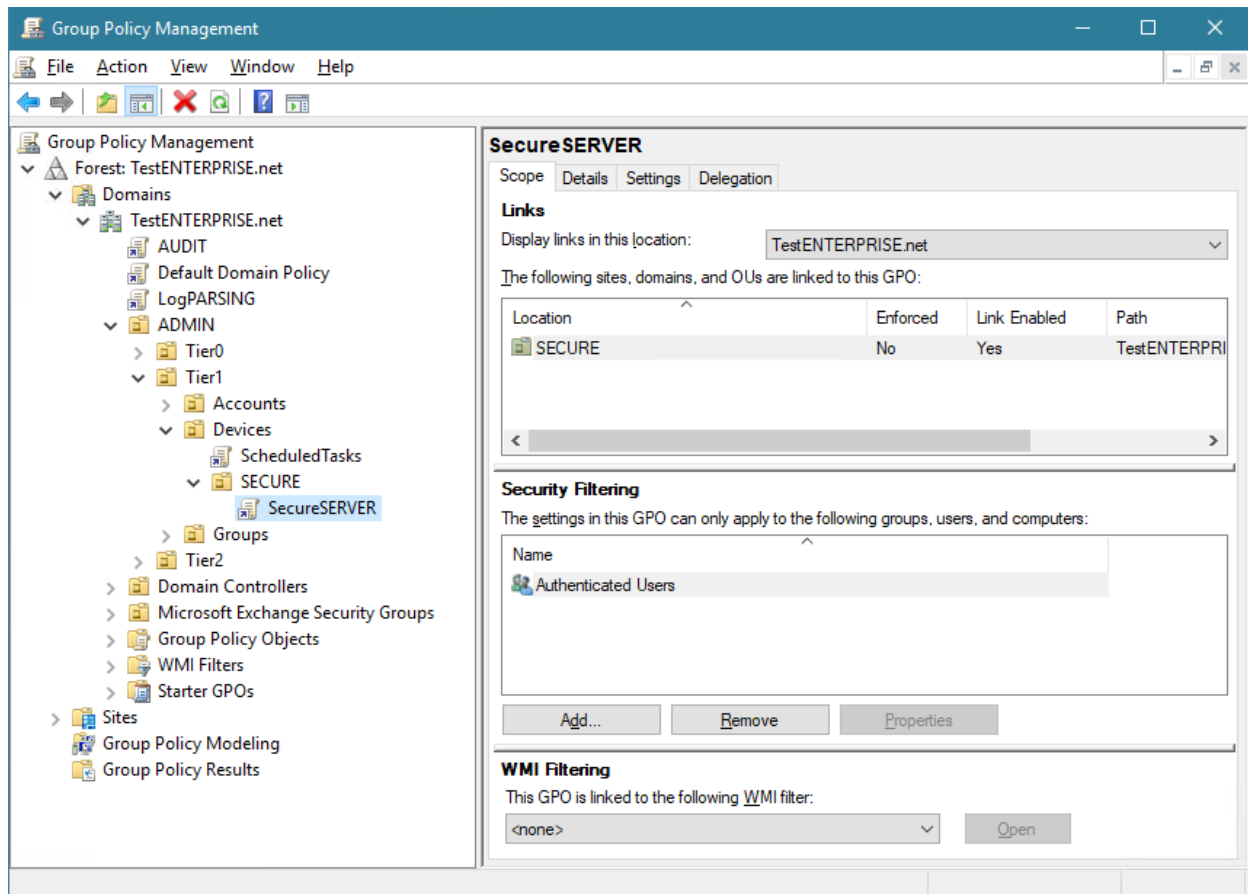 Group Policy Management
File Action View Window Help
Group Policy Management
Forest: TestENTERPRISE.net
Domains
TestENTERPRISE.net
AUDIT
Default Domain Policy
LogPARSING
ADMIN
Tier0
Tier1
Accounts
Devices
ScheduledTasks
SECURE
SecureSERVER
Groups
Tier2
Domain Controllers
Microsoft Exchange Security Groups
Group Policy Objects
WMI Filters
Starter GPOs
Sites
Group Policy Modeling
Group Policy Results
SecureSERVER
Scope Details Settings Delegation
Links
Display links in this location: TestENTERPRISE.net
The following sites, domains, and OUs are linked to this GPO:
Location Enforced Link Enabled Path
SECURE No Yes TestENTERPRI
Security Filtering
The settings in this GPO can only apply to the following groups, users, and computers:
Name
Authenticated Users
Add... Remove Properties
WMI Filtering
This GPO is linked to the following WMI filter:
<none> Open